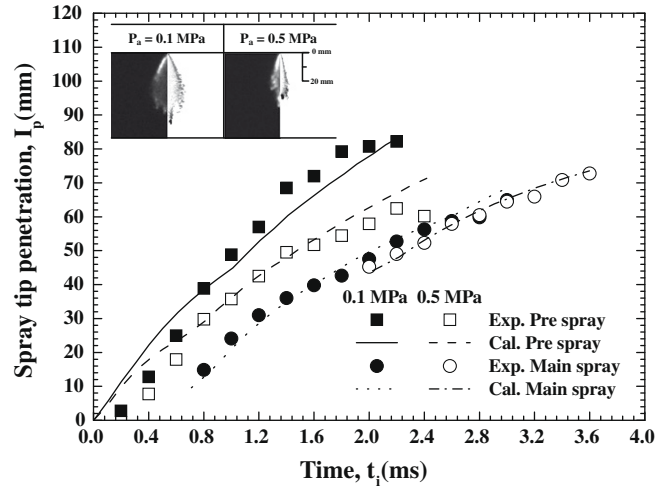 120
110
100
90
80
70
60
50
40
30
20
10
0
Spray tip penetration, I_p(mm)
P_a = 0.1 MPa P_a = 0.5 MPa
0 mm
20 mm
0.1 MPa 0.5 MPa
Exp. Pre spray
Cal. Pre spray
Exp. Main spray
Cal. Main spray
0.0 0.4 0.8 1.2 1.6 2.0 2.4 2.8 3.2 3.6 4.0
Time, t_i(ms)